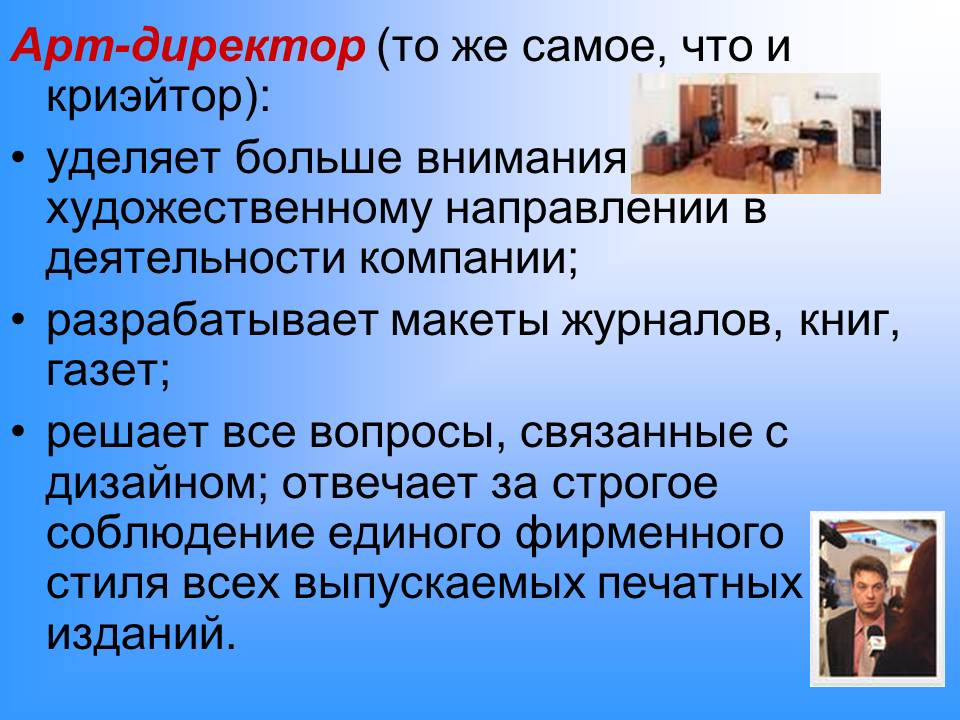 Арт-директор (то же самое, что и
криэйтор):
• уделяет больше внимания
художественному направлении в
деятельности компании;
• разрабатывает макеты журналов, книг,
газет;
• решает все вопросы, связанные с
дизайном; отвечает за строгое
соблюдение единого фирменного
стиля всех выпускаемых печатных
изданий.